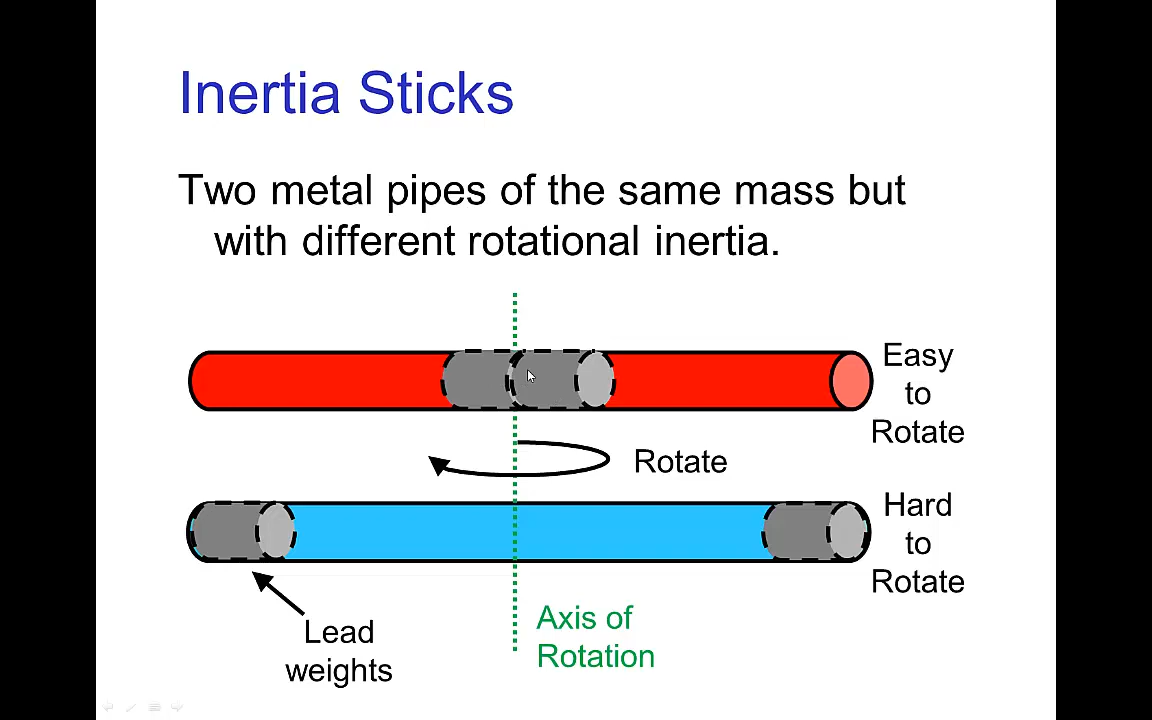 Inertia Sticks
Two metal pipes of the same mass but
with different rotational inertia.
Easy
to
Rotate
Rotate
Hard
to
Rotate
Lead
weights
Axis of
Rotation